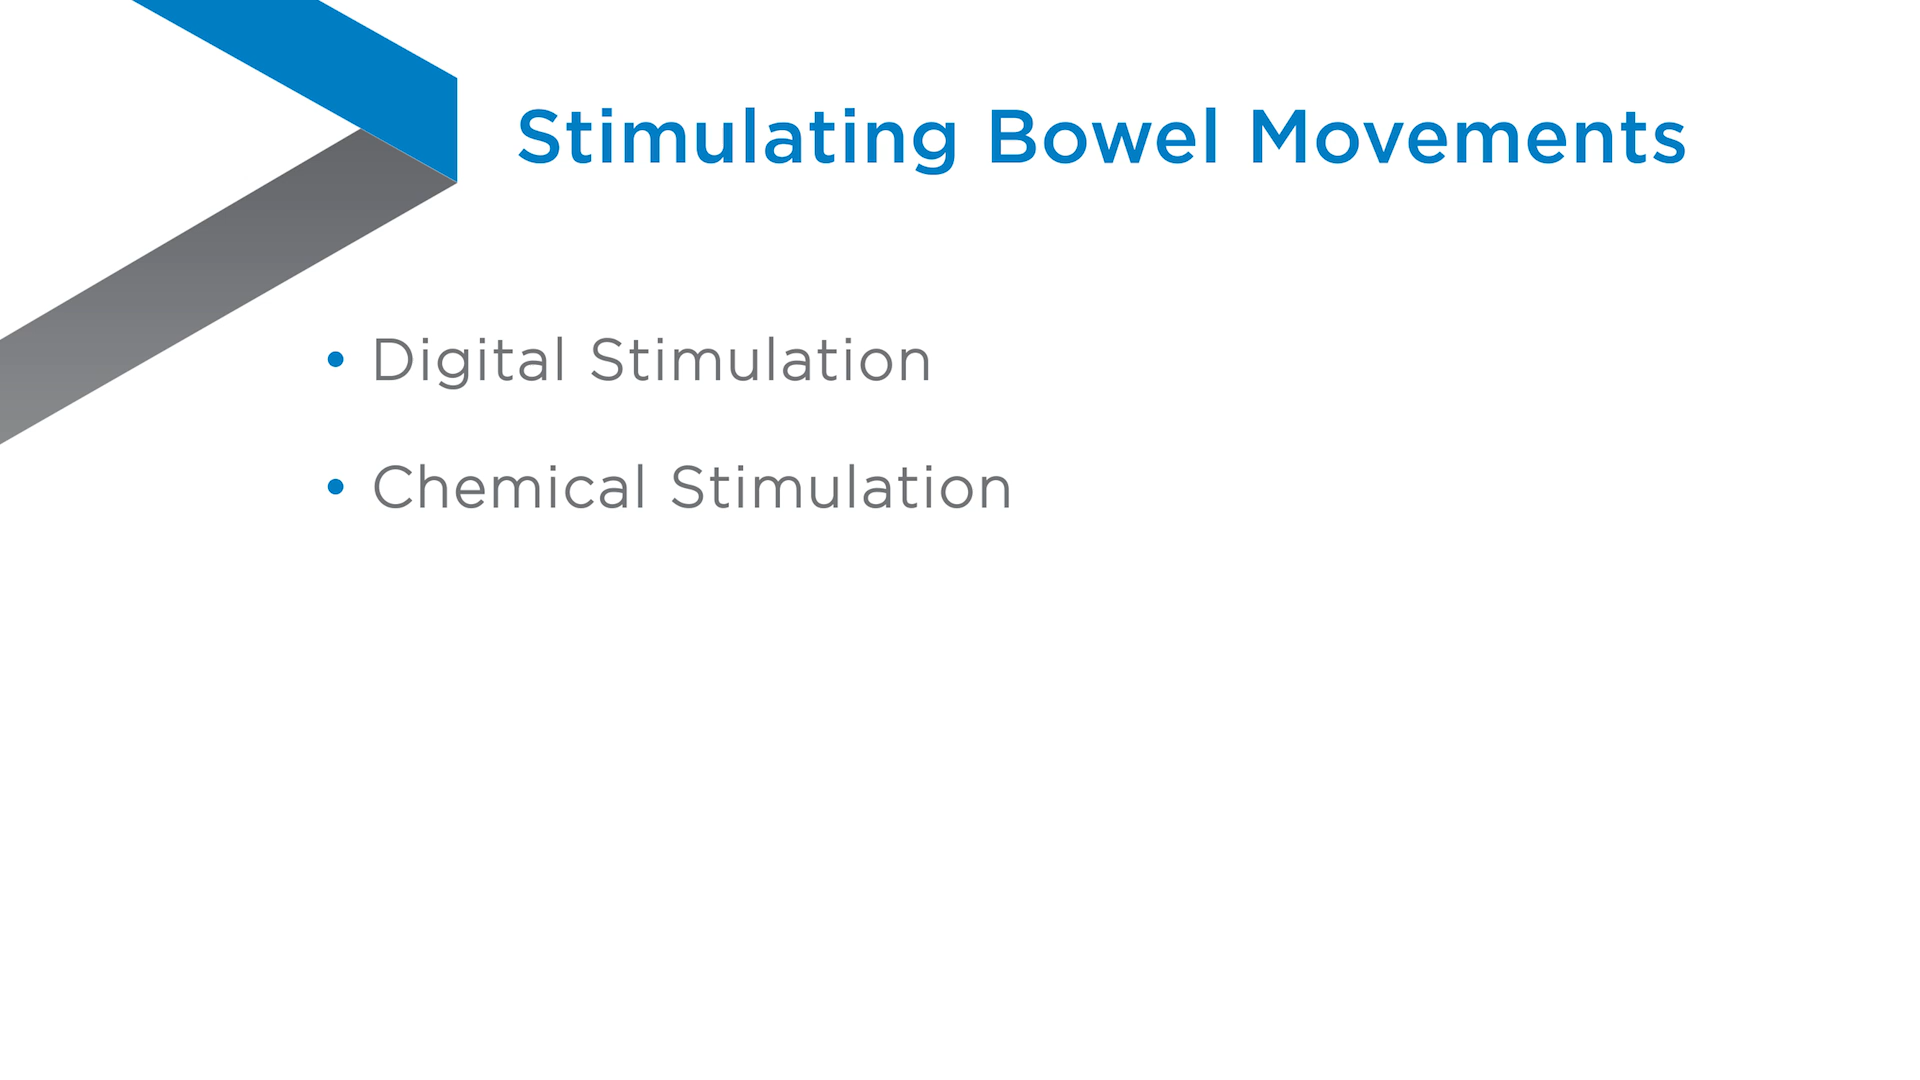 Stimulating Bowel Movements
• Digital Stimulation
• Chemical Stimulation